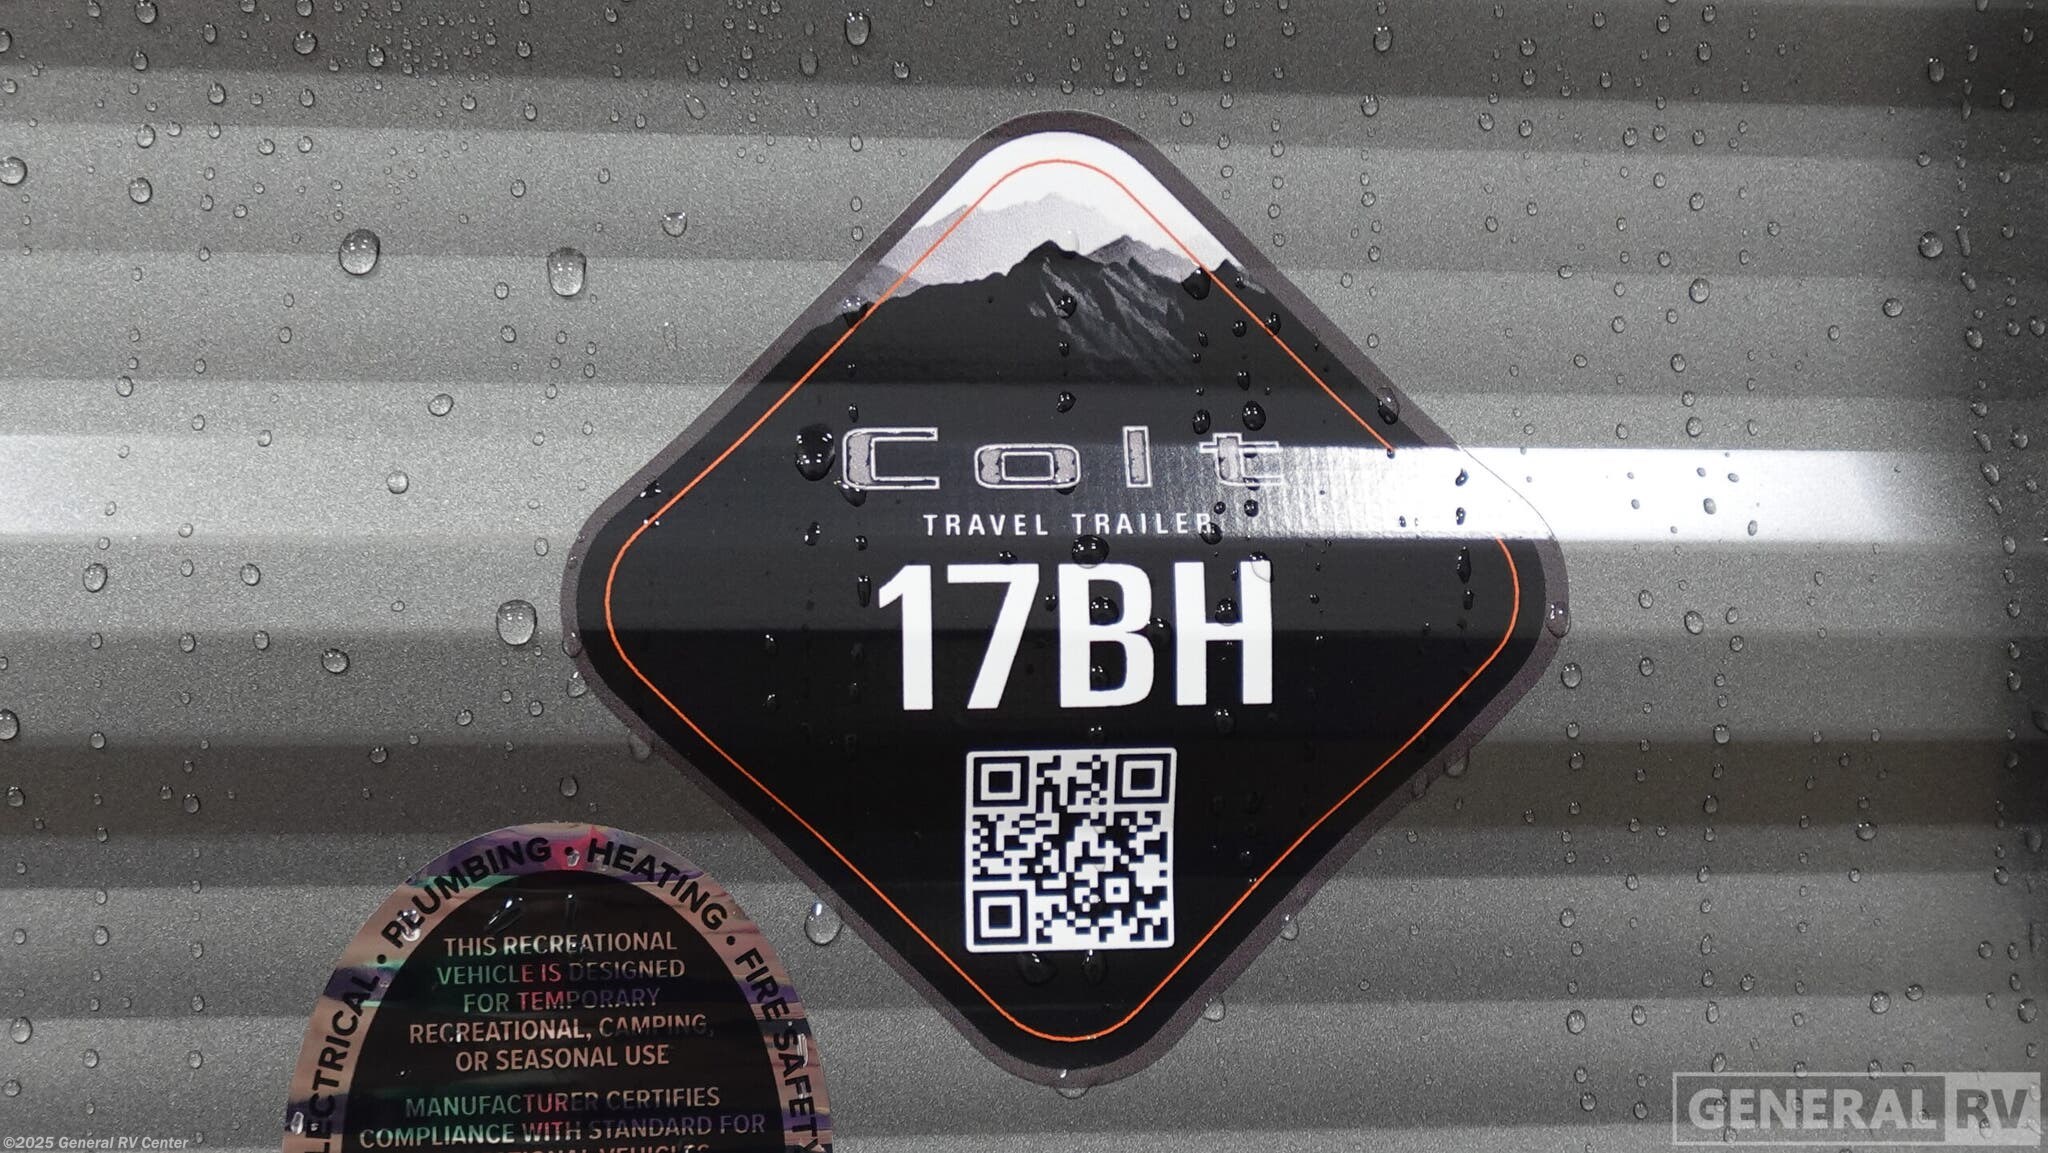 Colt
TRAVEL TRAILER
17BH
ELECTRICAL • PLUMBING • HEATING • FIRE SAFETY
THIS RECREATIONAL
VEHICLE IS DESIGNED
FOR TEMPORARY
RECREATIONAL, CAMPING,
OR SEASONAL USE
MANUFACTURER CERTIFIES
COMPLIANCE WITH STANDARD FOR
©2025 General RV Center
GENERAL RV